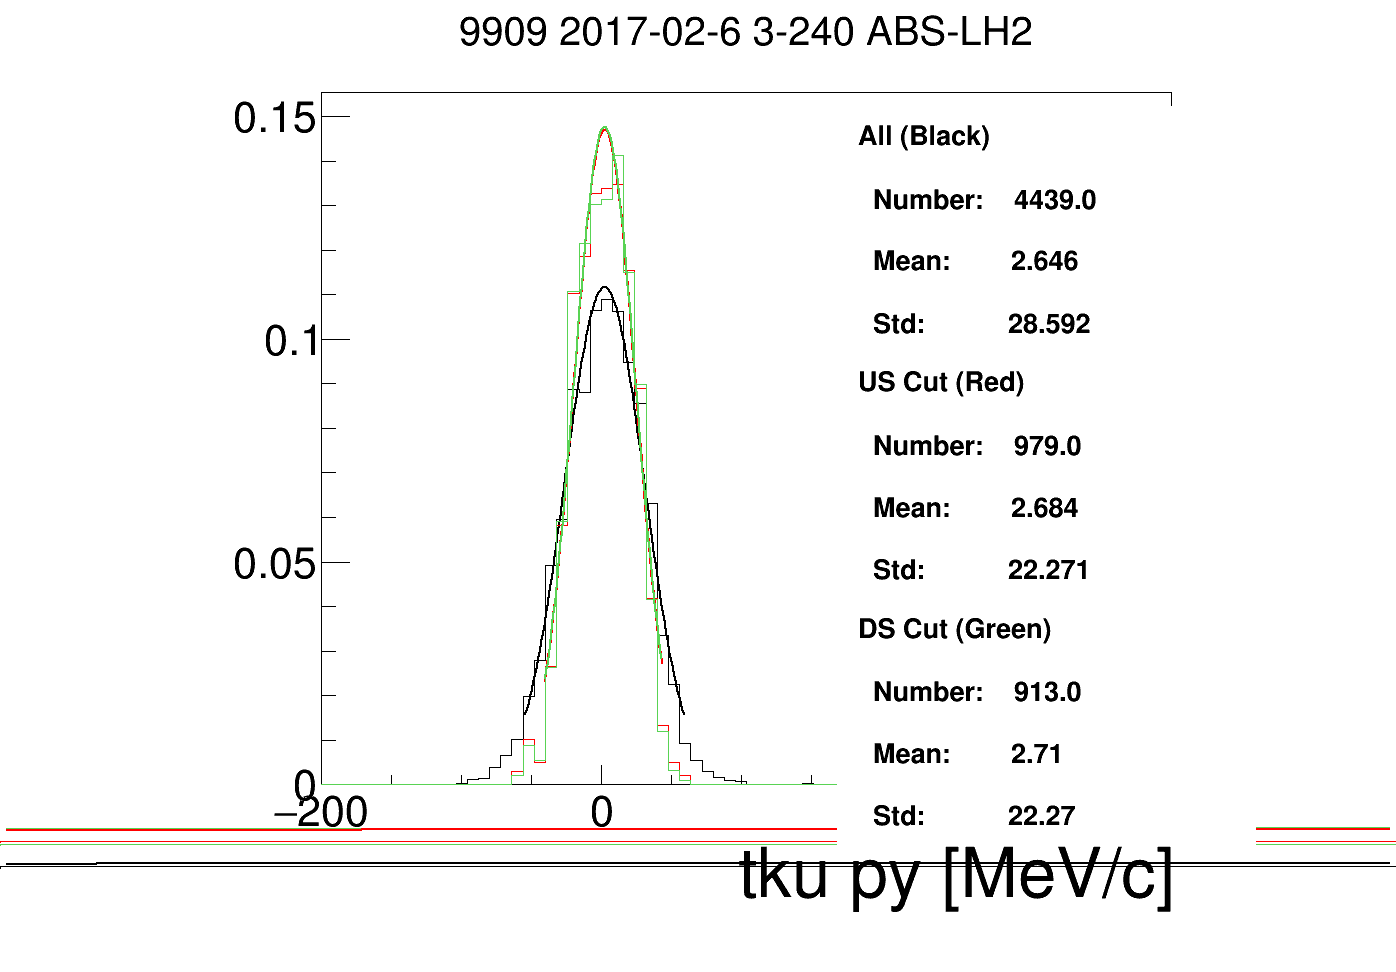 9909 2017-02-6 3-240 ABS-LH2
0.15
0.1
0.05
0
−200
0
All (Black)
Number: 4439.0
Mean: 2.646
Std: 28.592
US Cut (Red)
Number: 979.0
Mean: 2.684
Std: 22.271
DS Cut (Green)
Number: 913.0
Mean: 2.71
Std: 22.27
tku py [MeV/c]